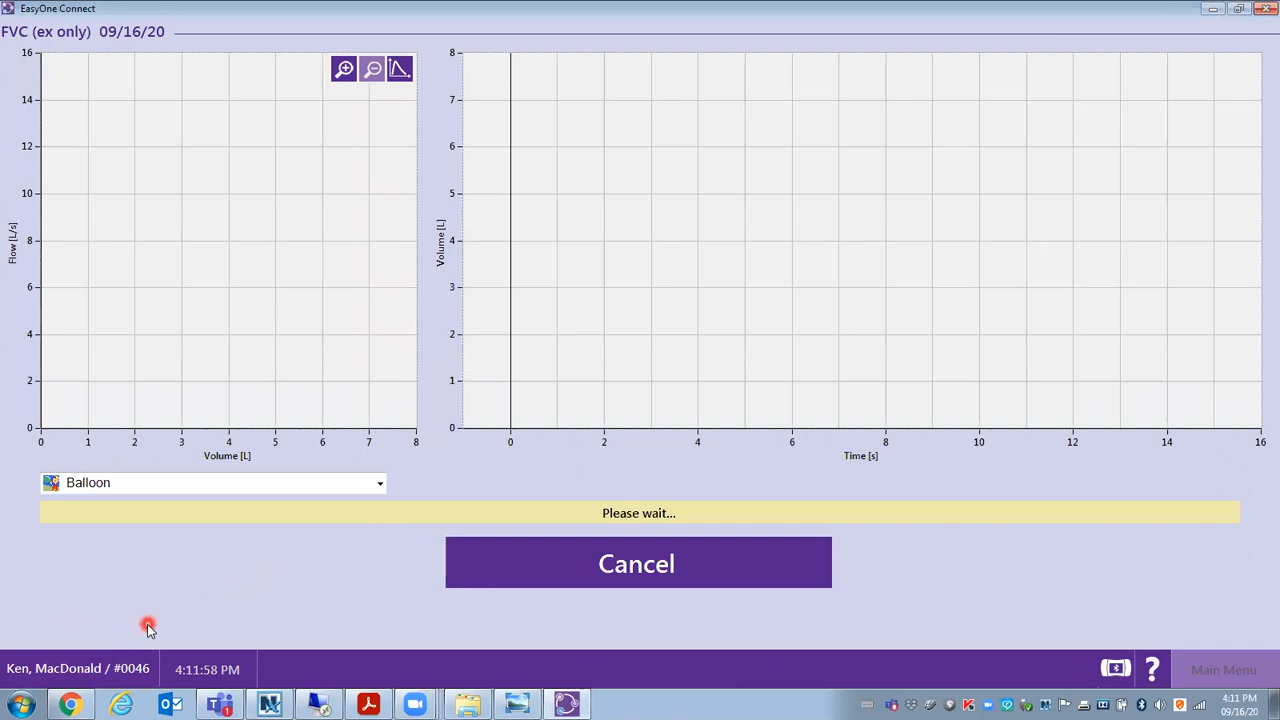 EasyOne Connect
FVC (ex only) 09/16/20
16
14
12
10
8
6
4
2
0
Flow [L/s]
0 1 2 3 4 5 6 7 8
Volume [L]
8
7
6
5
4
3
2
1
0
Volume [L]
0 2 4 6 8 10 12 14 16
Time [s]
Balloon
Please wait...
Cancel
Ken, MacDonald / #0046
4:11:58 PM
?
Main Menu
4:11 PM
09/16/20